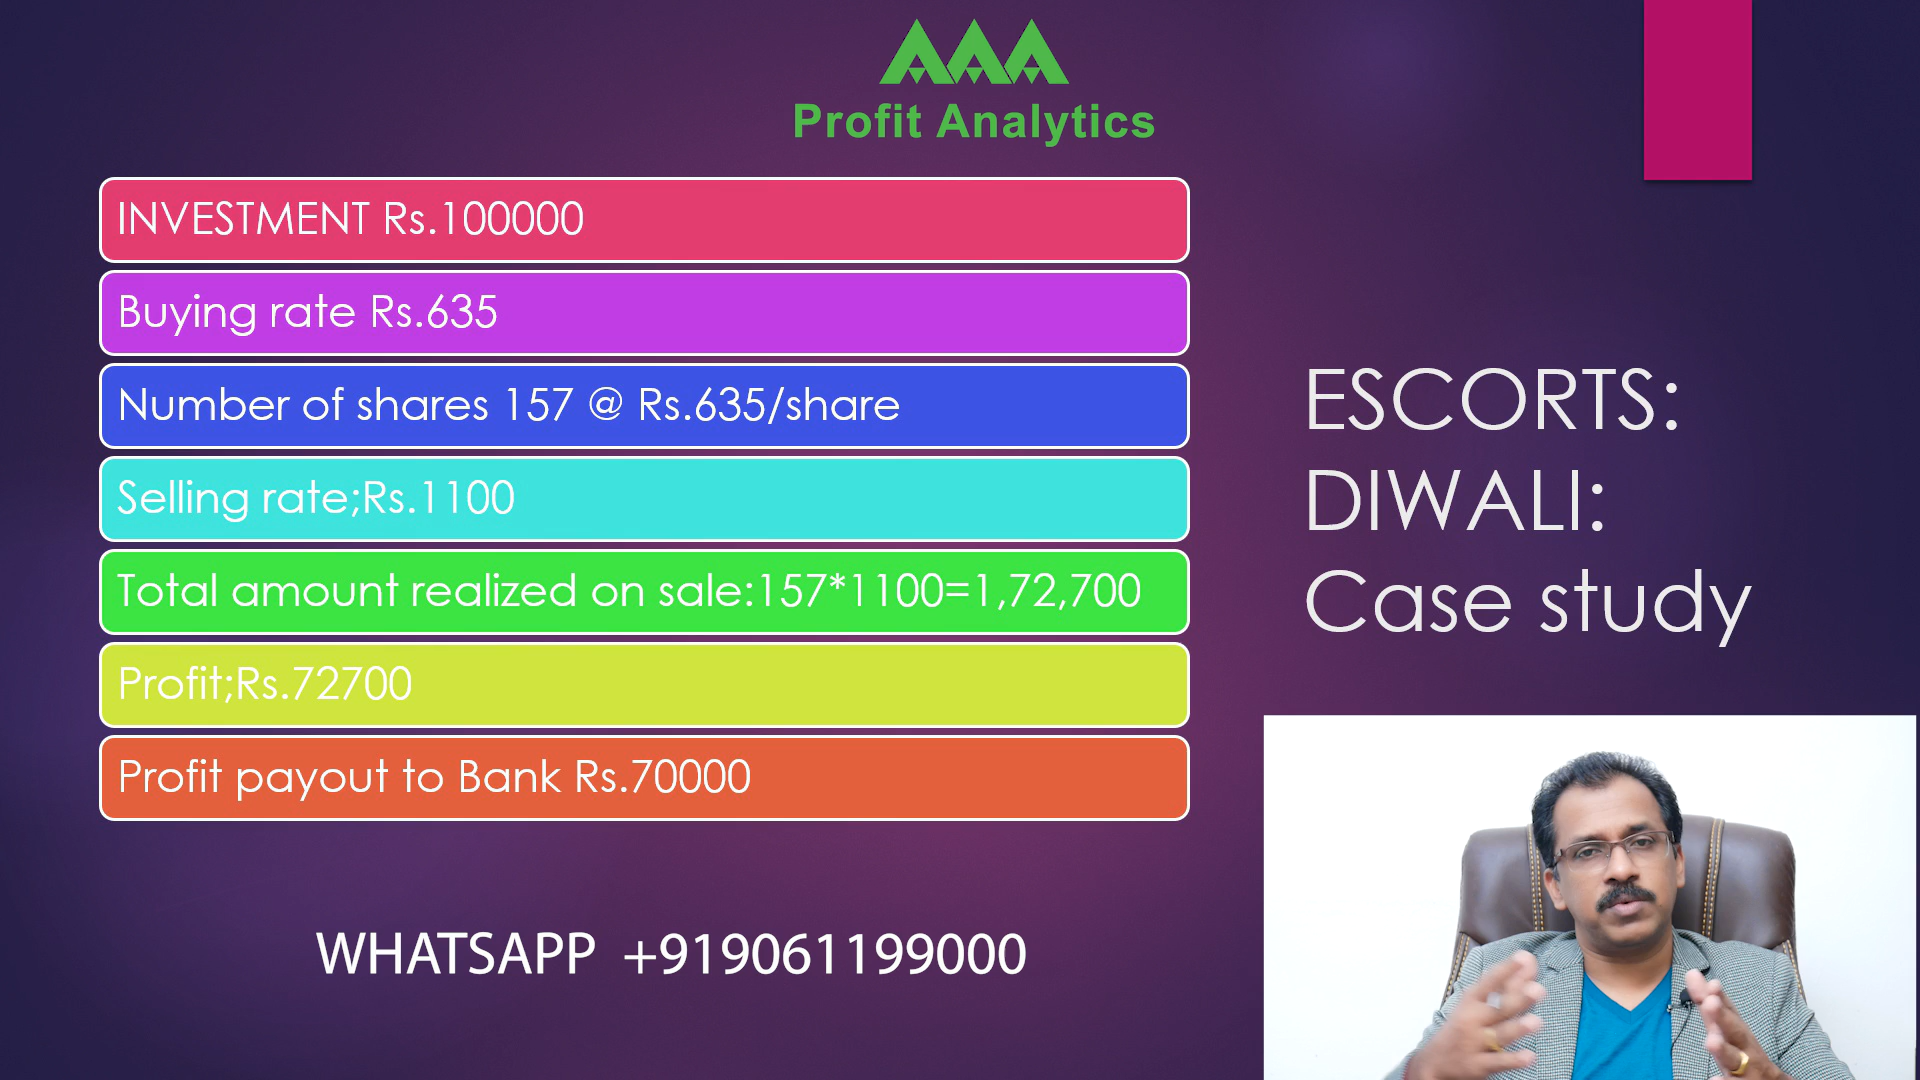 AAA
Profit Analytics
INVESTMENT Rs.100000
Buying rate Rs.635
Number of shares 157 @ Rs.635/share
Selling rate;Rs.1100
Total amount realized on sale:157*1100=1,72,700
Profit;Rs.72700
Profit payout to Bank Rs.70000
ESCORTS:
DIWALI:
Case study
WHATSAPP +919061199000